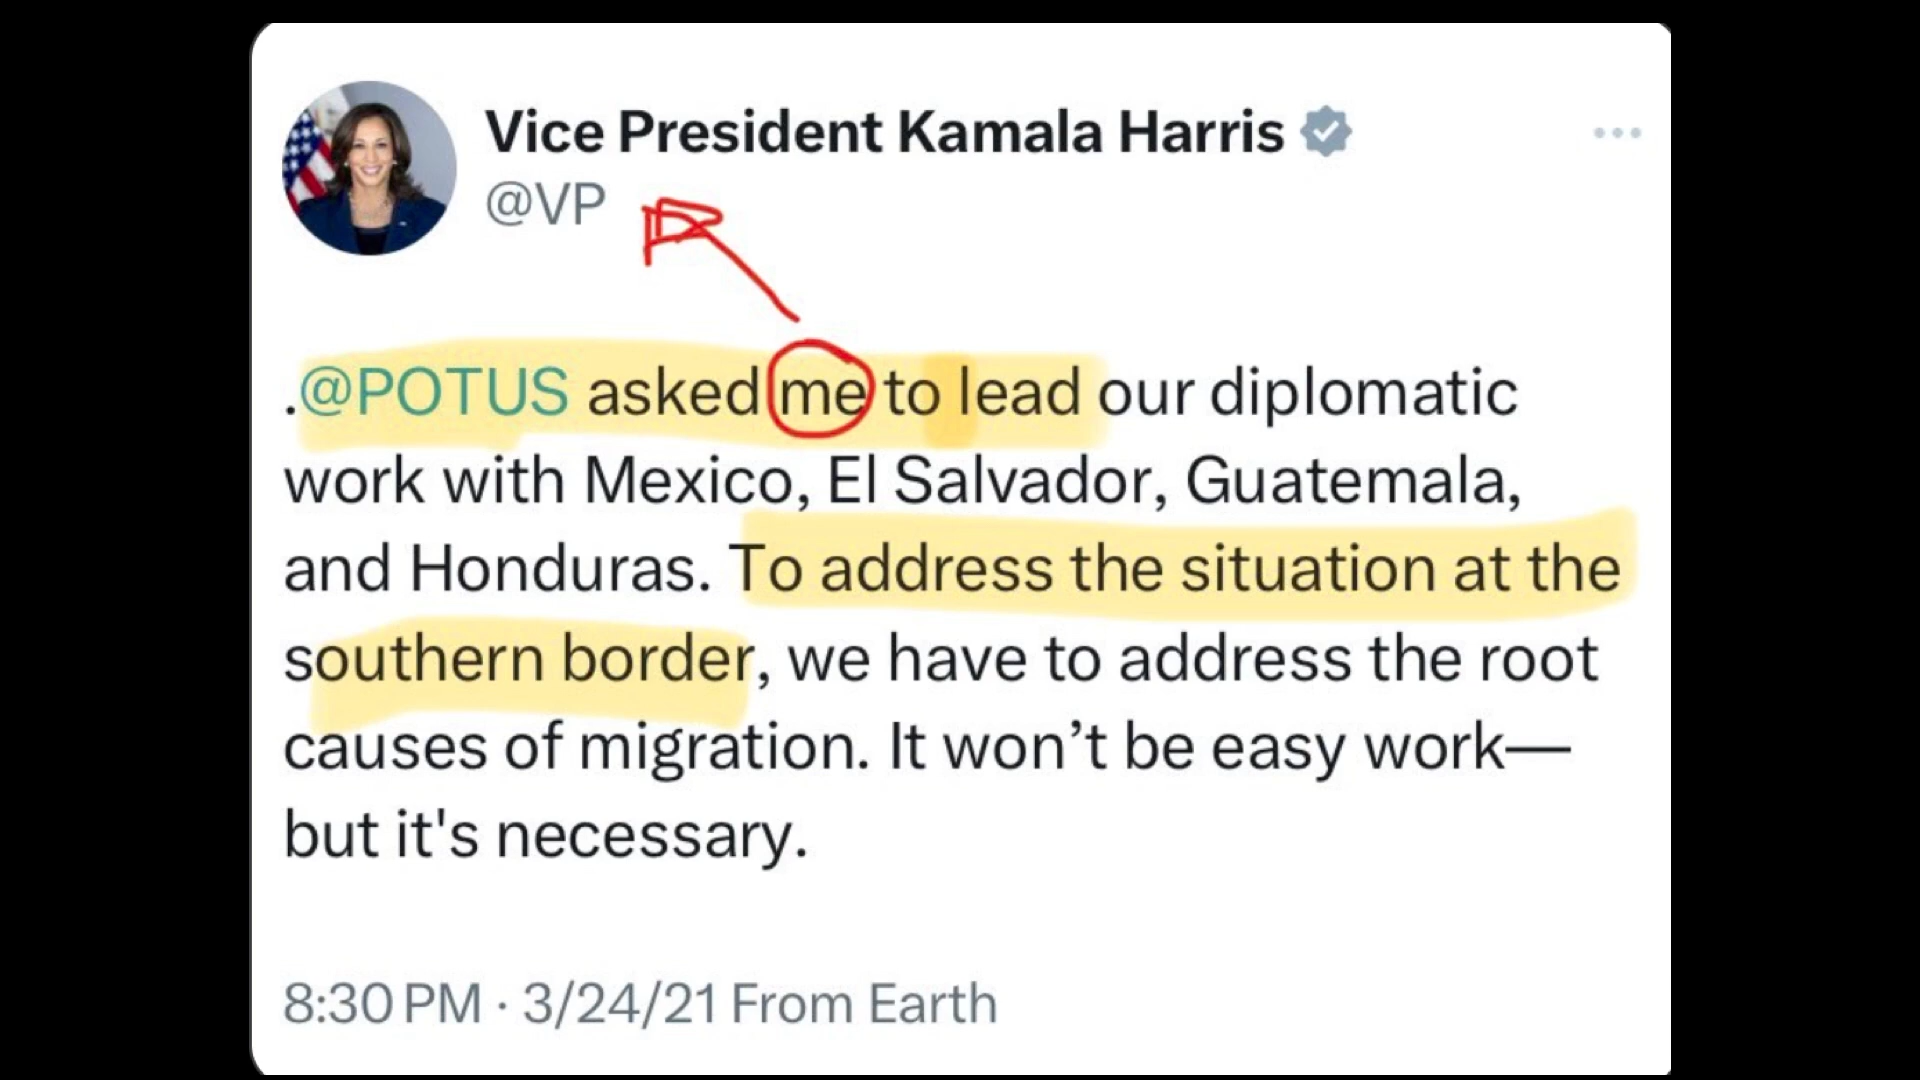 Vice President Kamala Harris
@VP
.@POTUS asked me to lead our diplomatic
work with Mexico, El Salvador, Guatemala,
and Honduras. To address the situation at the
southern border, we have to address the root
causes of migration. It won’t be easy work—
but it's necessary.
8:30 PM · 3/24/21 From Earth